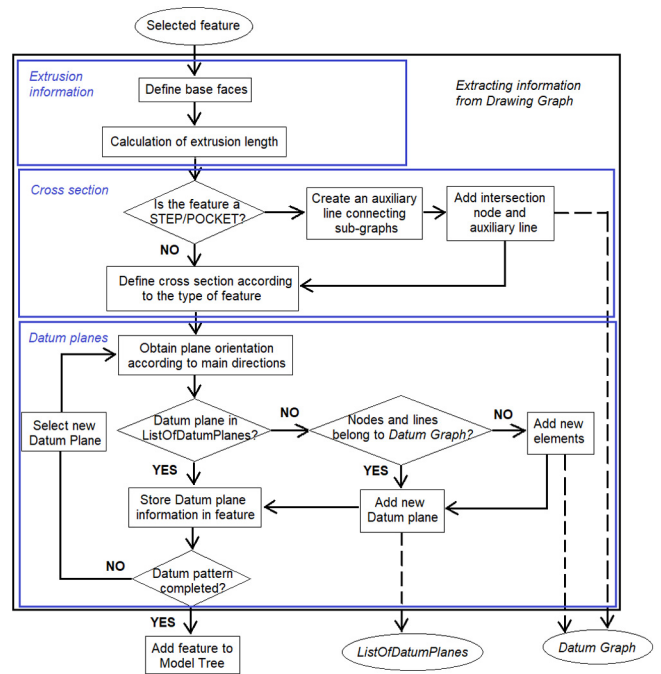 Selected feature
Extrusion
information
Define base faces
Extracting information
from Drawing Graph
Calculation of extrusion length
Cross section
Is the feature a
STEP/POCKET?
Create an auxiliary
line connecting
sub-graphs
Add intersection
node and
auxiliary line
NO
Define cross section according
to the type of feature
Datum planes
Obtain plane orientation
according to main directions
Select new
Datum Plane
Datum plane in
ListOfDatumPlanes?
NO
Nodes and lines
belong to Datum Graph?
NO
Add new
elements
YES
YES
Store Datum plane
information in feature
Add new
Datum plane
NO
Datum pattern
completed?
YES
Add feature to
Model Tree
ListOfDatumPlanes
Datum Graph